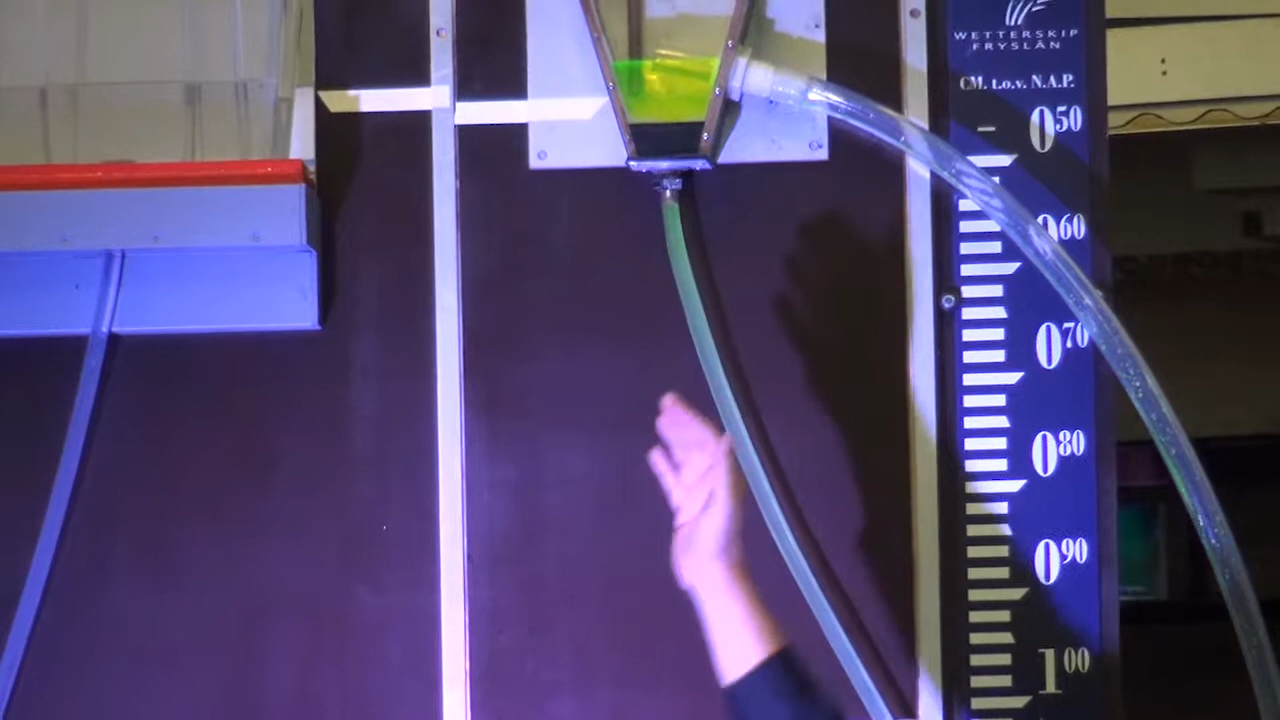 WETTERSKIP
FRYSLÂN
CM. t.o.v. N.A.P.
0⁵⁰
0⁶⁰
0⁷⁰
0⁸⁰
0⁹⁰
1⁰⁰